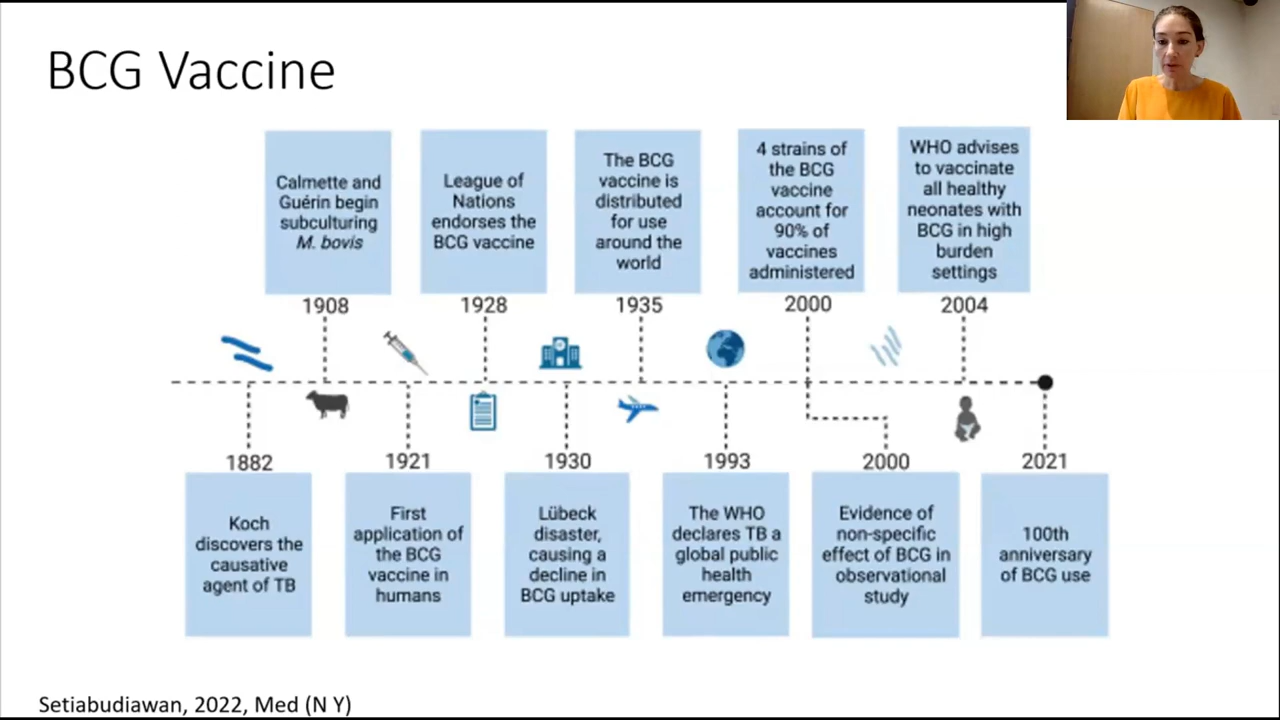 BCG Vaccine
Calmette and
Guérin begin
subculturing
M. bovis
1908
League of
Nations
endorses the
BCG vaccine
1928
The BCG
vaccine is
distributed
for use
around the
world
1935
4 strains of
the BCG
vaccine
account for
90% of
vaccines
administered
2000
WHO advises
to vaccinate
all healthy
neonates with
BCG in high
burden
settings
2004
1882
Koch
discovers the
causative
agent of TB
1921
First
application of
the BCG
vaccine in
humans
1930
Lübeck
disaster,
causing a
decline in
BCG uptake
1993
The WHO
declares TB a
global public
health
emergency
2000
Evidence of
non-specific
effect of BCG in
observational
study
2021
100th
anniversary
of BCG use
Setiabudiawan, 2022, Med (N Y)